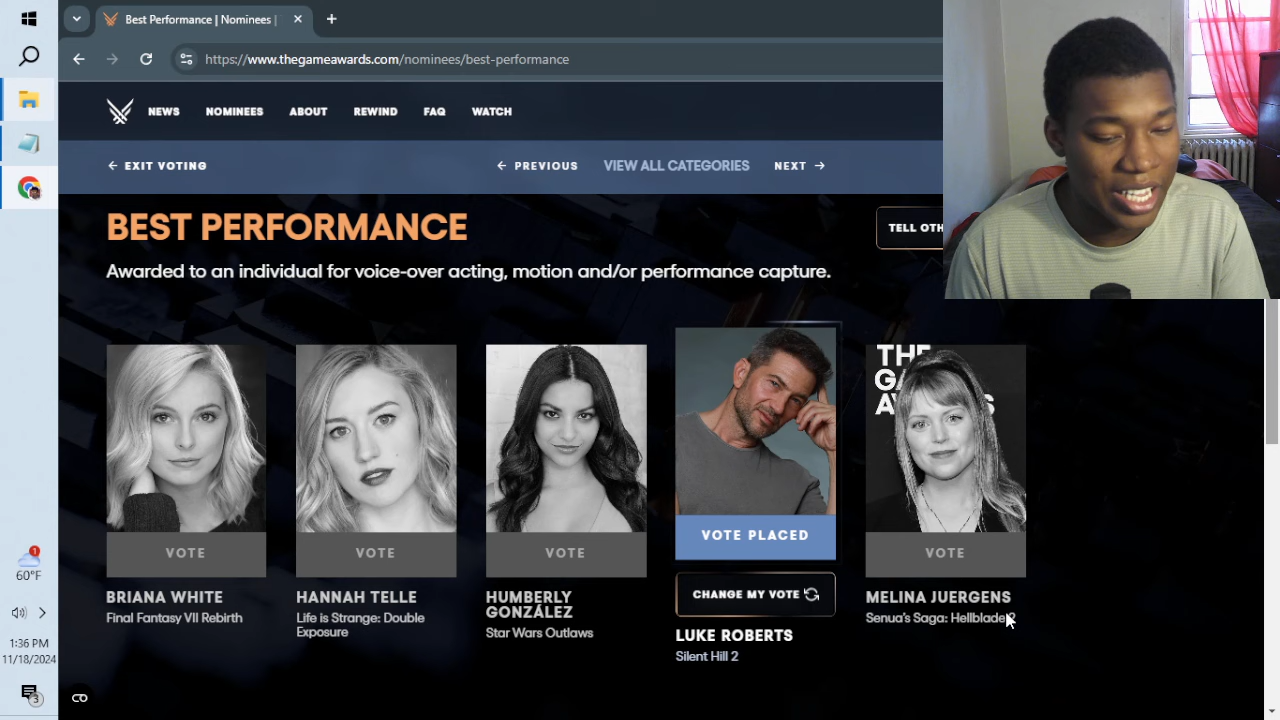 Best Performance | Nominees |
https://www.thegameawards.com/nominees/best-performance
NEWS NOMINEES ABOUT REWIND FAQ WATCH
← EXIT VOTING ← PREVIOUS VIEW ALL CATEGORIES NEXT →
BEST PERFORMANCE
TELL
Awarded to an individual for voice-over acting, motion and/or performance capture.
VOTE
BRIANA WHITE
Final Fantasy VII Rebirth
VOTE
HANNAH TELLE
Life is Strange: Double
Exposure
VOTE
HUMBERLY
GONZÁLEZ
Star Wars Outlaws
VOTE PLACED
CHANGE MY VOTE
LUKE ROBERTS
Silent Hill 2
THE
VOTE
MELINA JUERGENS
Senua's Saga: Hellblade
1
60°F
1:36 PM
11/18/2024
3